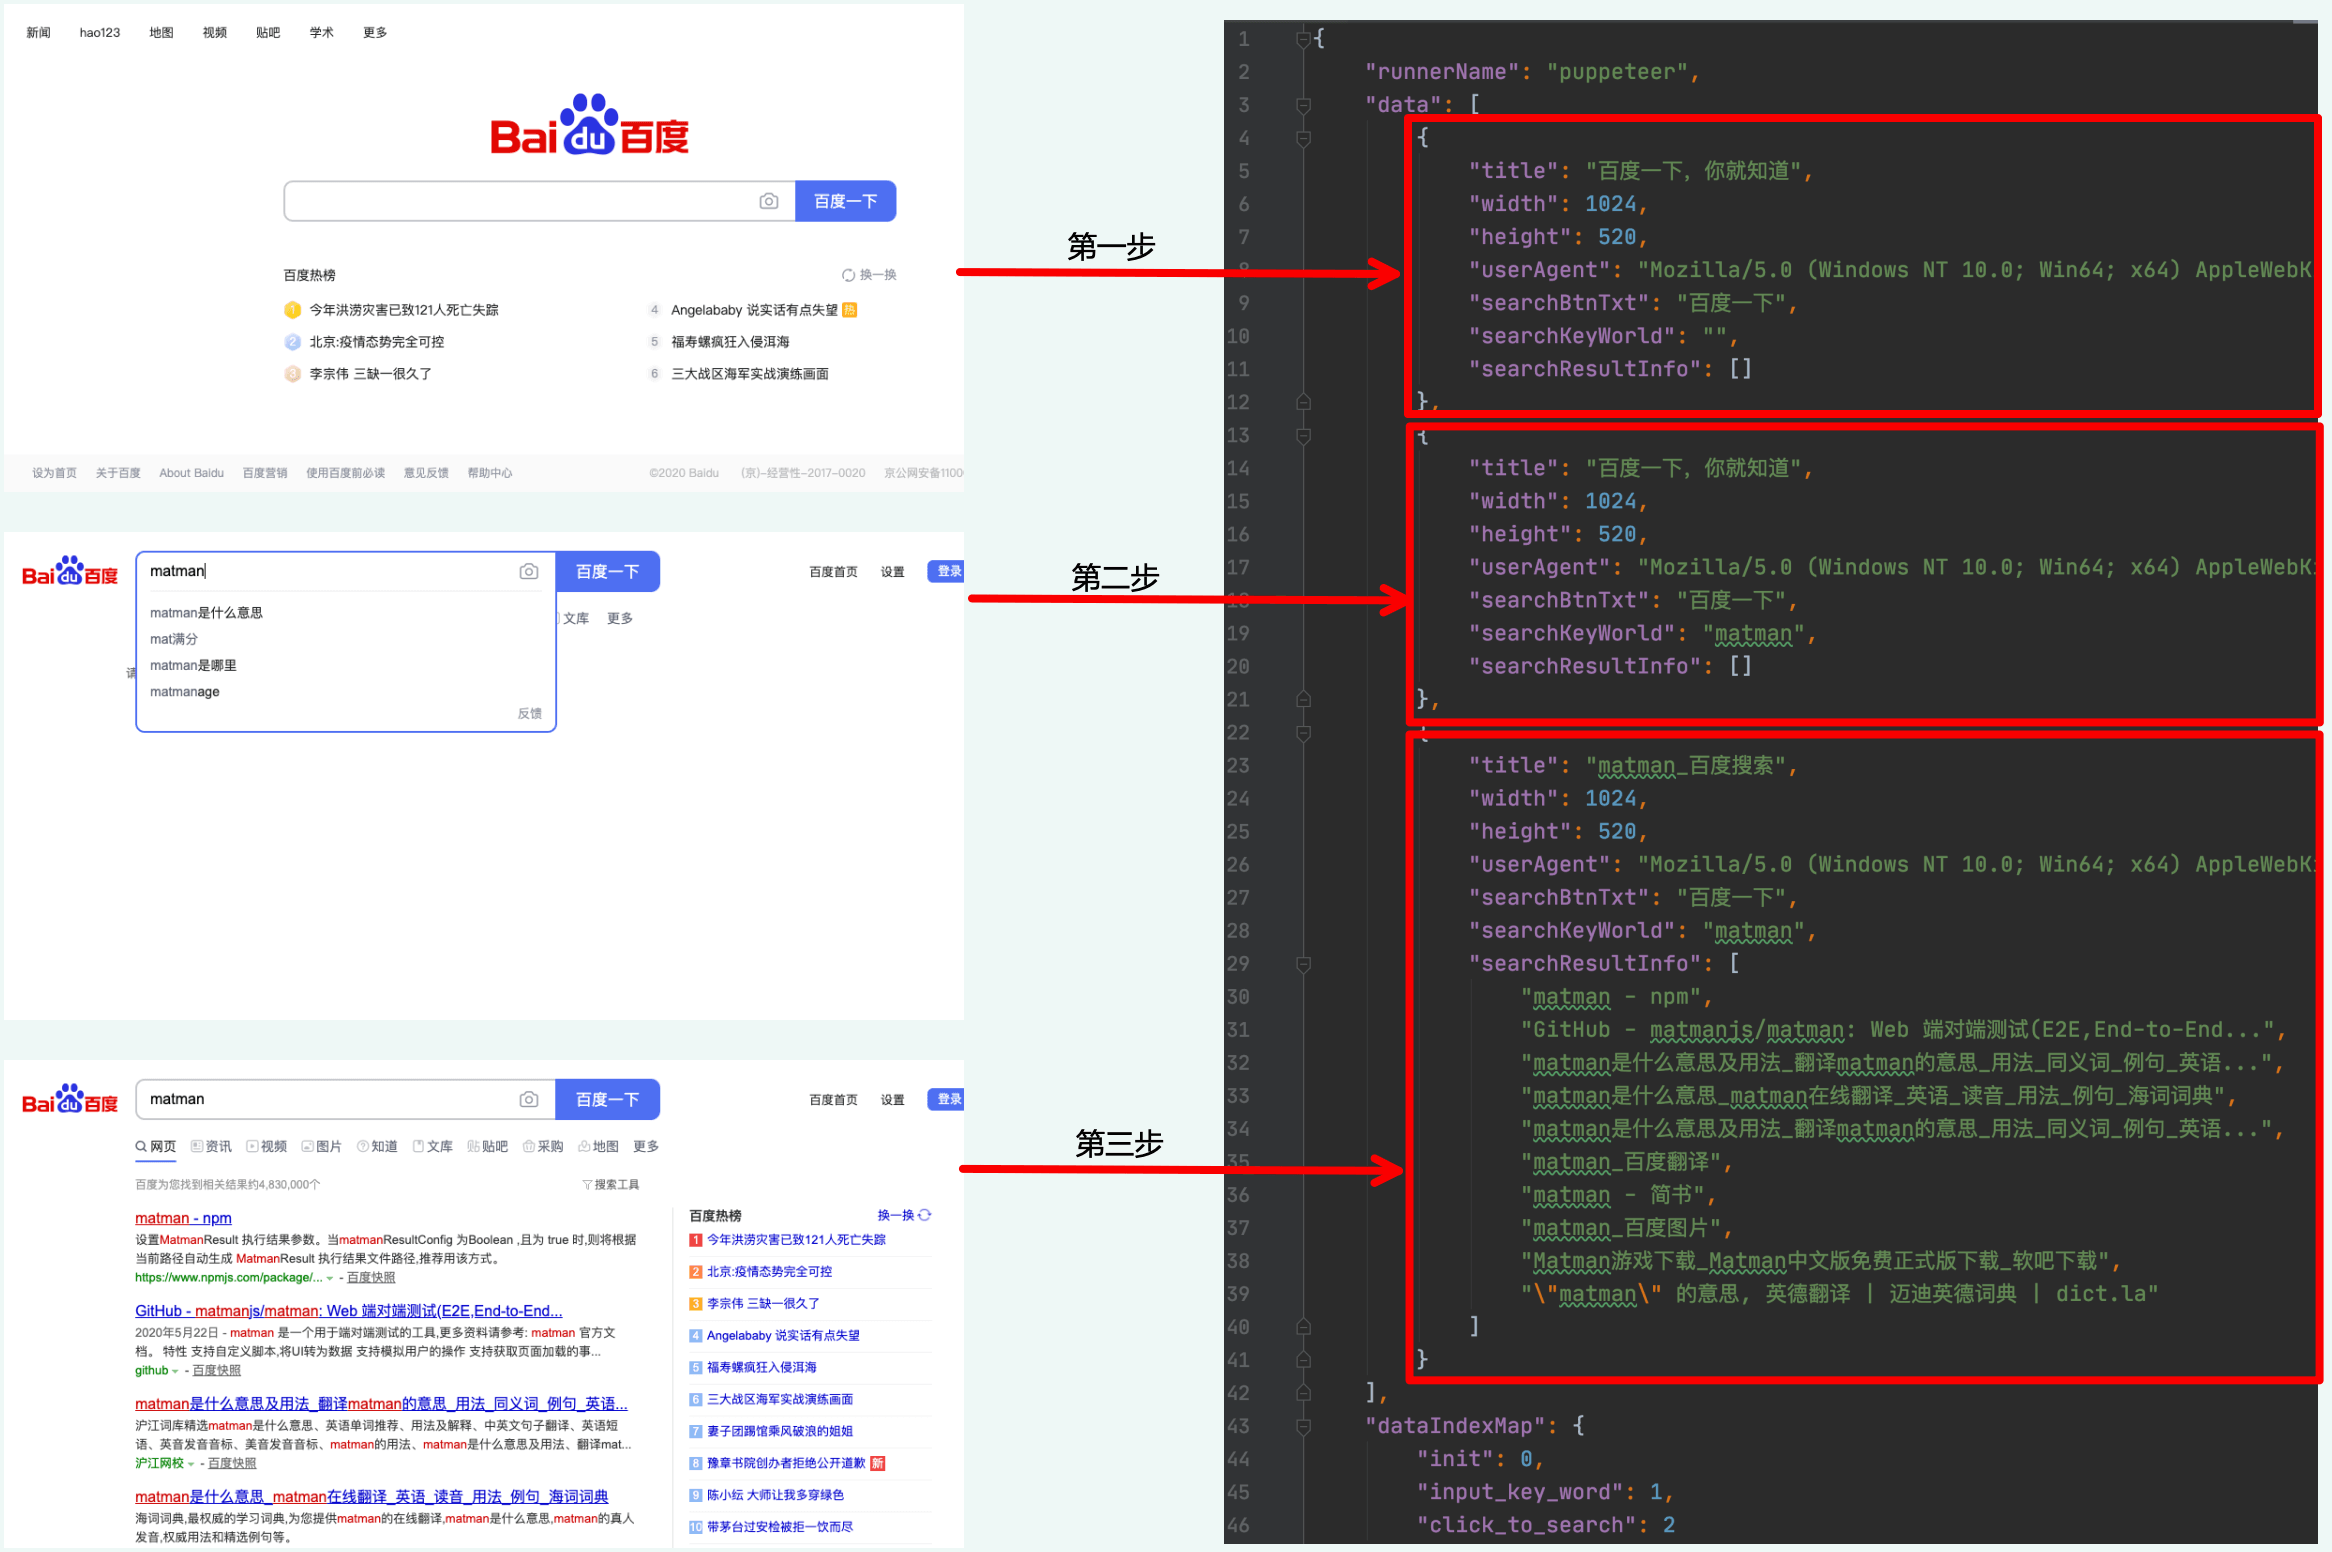 新闻 hao123 地图 视频 贴吧 学术 更多
Bai du 百度
百度一下
百度热榜 换一换
1 今年洪涝灾害已致121人死亡失踪
2 北京:疫情态势完全可控
3 李宗伟 三缺一很久了
4 Angelababy 说实话有点失望 热
5 福寿螺疯狂入侵洱海
6 三大战区海军实战演练画面
设为首页 关于百度 About Baidu 百度营销 使用百度前必读 意见反馈 帮助中心 ©2020 Baidu (京)-经营性-2017-0020 京公网安备1100
第一步
Bai du 百度 matman 百度一下 百度首页 设置 登录
matman是什么意思
文库 更多
mat满分
matman是哪里
请
matmanage
反馈
第二步
Bai du 百度 matman 百度一下 百度首页 设置 登录
网页 资讯 视频 图片 知道 文库 贴吧 采购 地图 更多
百度为您找到相关结果约4,830,000个 搜索工具
matman - npm
设置MatmanResult 执行结果参数。当matmanResultConfig 为Boolean ,且为 true 时,则将根据
当前路径自动生成 MatmanResult 执行结果文件路径,推荐用该方式。
https://www.npmjs.com/package/... - 百度快照
GitHub - matmanjs/matman: Web 端对端测试(E2E,End-to-End...
2020年5月22日 - matman 是一个用于端对端测试的工具,更多资料请参考: matman 官方文
档。 特性 支持自定义脚本,将UI转为数据 支持模拟用户的操作 支持获取页面加载的事...
github - 百度快照
matman是什么意思及用法_翻译matman的意思_用法_同义词_例句_英语...
沪江词库精选matman是什么意思、英语单词推荐、用法及解释、中英文句子翻译、英语短
语、英音发音音标、美音发音音标、matman的用法、matman是什么意思及用法、翻译mat...
沪江网校 - 百度快照
matman是什么意思_matman在线翻译_英语_读音_用法_例句_海词词典
海词词典,最权威的学习词典,为您提供matman的在线翻译,matman是什么意思,matman的真人
发音,权威用法和精选例句等。
百度热榜 换一换
1 今年洪涝灾害已致121人死亡失踪
2 北京:疫情态势完全可控
3 李宗伟 三缺一很久了
4 Angelababy 说实话有点失望
5 福寿螺疯狂入侵洱海
6 三大战区海军实战演练画面
7 妻子团踢馆乘风破浪的姐姐
8 豫章书院创办者拒绝公开道歉 新
9 陈小纭 大师让我多穿绿色
10 带茅台过安检被拒一饮而尽
第三步
1 {
2 "runnerName": "puppeteer",
3 "data": [
4 {
5 "title": "百度一下，你就知道",
6 "width": 1024,
7 "height": 520,
8 "userAgent": "Mozilla/5.0 (Windows NT 10.0; Win64; x64) AppleWebK
9 "searchBtnTxt": "百度一下",
10 "searchKeyWorld": "",
11 "searchResultInfo": []
12 },
13 {
14 "title": "百度一下，你就知道",
15 "width": 1024,
16 "height": 520,
17 "userAgent": "Mozilla/5.0 (Windows NT 10.0; Win64; x64) AppleWebK
18 "searchBtnTxt": "百度一下",
19 "searchKeyWorld": "matman",
20 "searchResultInfo": []
21 },
22 {
23 "title": "matman_百度搜索",
24 "width": 1024,
25 "height": 520,
26 "userAgent": "Mozilla/5.0 (Windows NT 10.0; Win64; x64) AppleWebK
27 "searchBtnTxt": "百度一下",
28 "searchKeyWorld": "matman",
29 "searchResultInfo": [
30 "matman - npm",
31 "GitHub - matmanjs/matman: Web 端对端测试(E2E,End-to-End...",
32 "matman是什么意思及用法_翻译matman的意思_用法_同义词_例句_英语...",
33 "matman是什么意思_matman在线翻译_英语_读音_用法_例句_海词词典",
34 "matman是什么意思及用法_翻译matman的意思_用法_同义词_例句_英语...",
35 "matman_百度翻译",
36 "matman - 简书",
37 "matman_百度图片",
38 "Matman游戏下载_Matman中文版免费正式版下载_软吧下载",
39 "\"matman\" 的意思, 英德翻译 | 迈迪英德词典 | dict.la"
40 ]
41 }
42 ],
43 "dataIndexMap": {
44 "init": 0,
45 "input_key_word": 1,
46 "click_to_search": 2